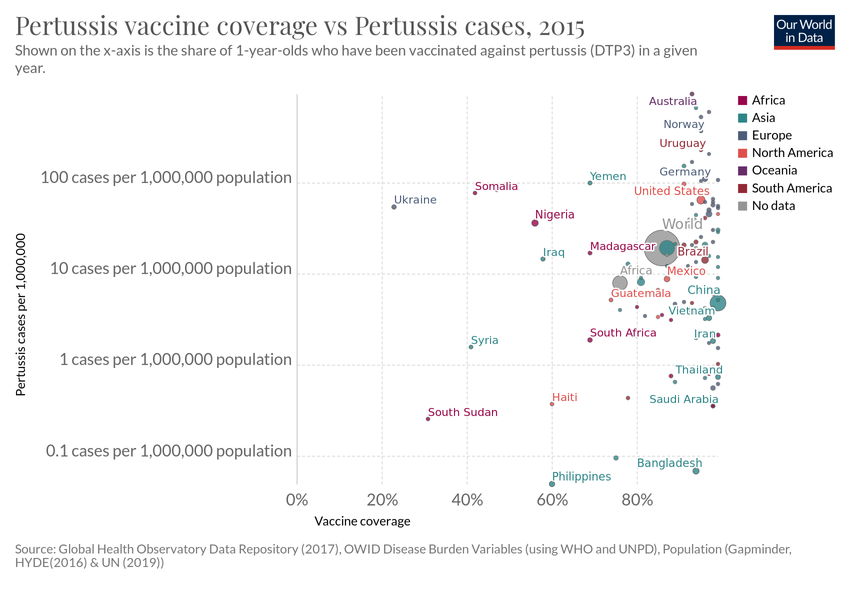 Pertussis vaccine coverage vs Pertussis cases, 2015
Shown on the x-axis is the share of 1-year-olds who have been vaccinated against pertussis (DTP3) in a given
year.
Our World
in Data
Africa
Asia
Europe
North America
Oceania
South America
No data
Pertussis cases per 1,000,000
100 cases per 1,000,000 population
10 cases per 1,000,000 population
1 cases per 1,000,000 population
0.1 cases per 1,000,000 population
Australia
Norway
Uruguay
Germany
Yemen
Somalia
United States
Ukraine
Nigeria
World
Madagascar
Brazil
Iraq
Africa
Mexico
Guatemala
China
Vietnam
South Africa
Iran
Syria
Thailand
Haiti
Saudi Arabia
South Sudan
Bangladesh
Philippines
0%
20%
40%
60%
80%
Vaccine coverage
Source: Global Health Observatory Data Repository (2017), OWID Disease Burden Variables (using WHO and UNPD), Population (Gapminder,
HYDE(2016) & UN (2019))